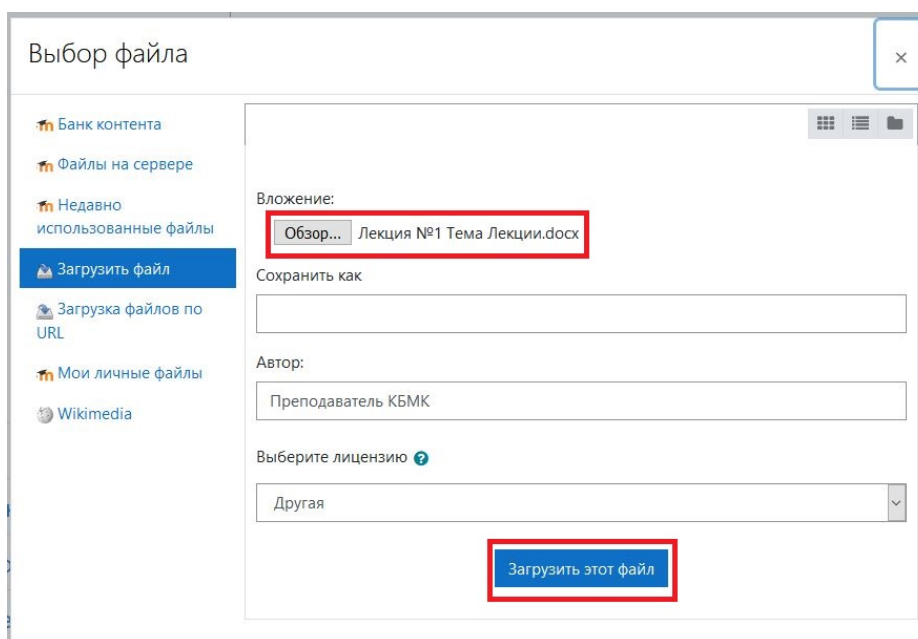 Выбор файла
×
Банк контента
Файлы на сервере
Недавно
использованные файлы
Загрузить файл
Загрузка файлов по
URL
Мои личные файлы
Wikimedia
Вложение:
Обзор... Лекция №1 Тема Лекции.docx
Сохранить как
Автор:
Преподаватель КБМК
Выберите лицензию ?
Другая
Загрузить этот файл